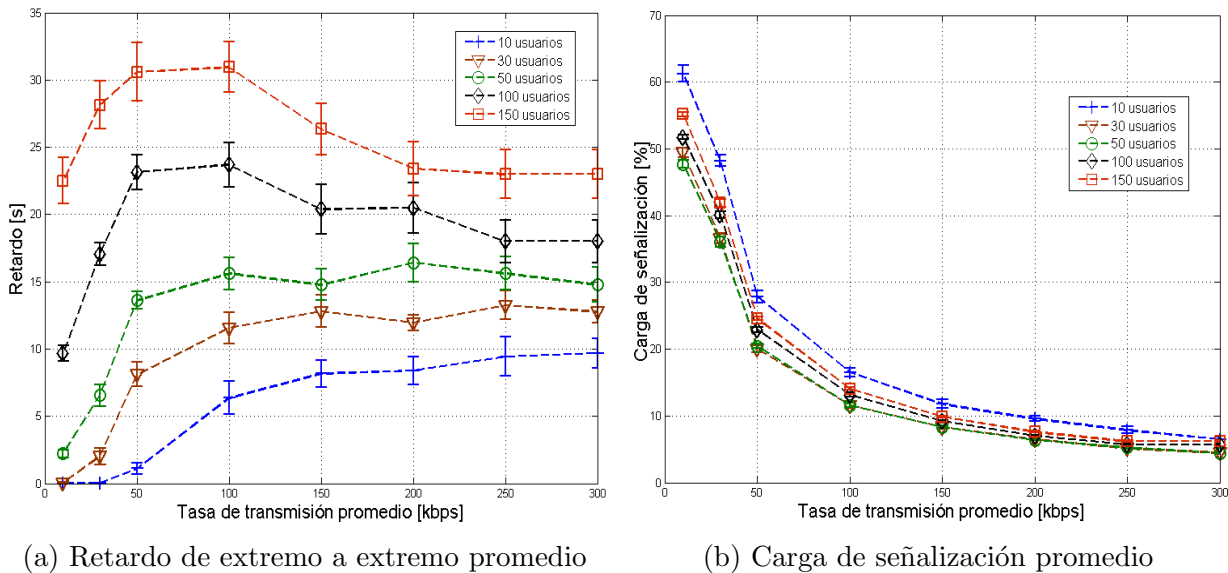 35
30
25
20
15
10
5
0
Retardo [s]
0
50
100
150
200
250
300
Tasa de transmisión promedio [kbps]
10 usuarios
30 usuarios
50 usuarios
100 usuarios
150 usuarios
(a) Retardo de extremo a extremo promedio
70
60
50
40
30
20
10
0
Carga de señalización [%]
0
50
100
150
200
250
300
Tasa de transmisión promedio [kbps]
10 usuarios
30 usuarios
50 usuarios
100 usuarios
150 usuarios
(b) Carga de señalización promedio